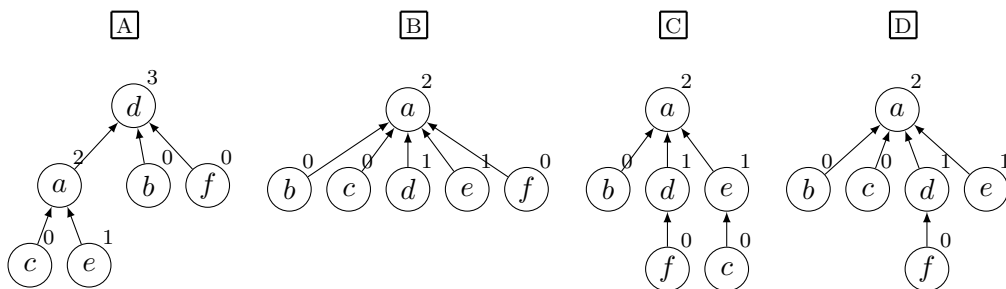 A B C D
3 2 2 2
d a a a
2 0 0 0 0 1 1 0 0 1 1 0 0 1 1
a b f b c d e f b d e b c d e
0 1 0 0 0
c e f c f